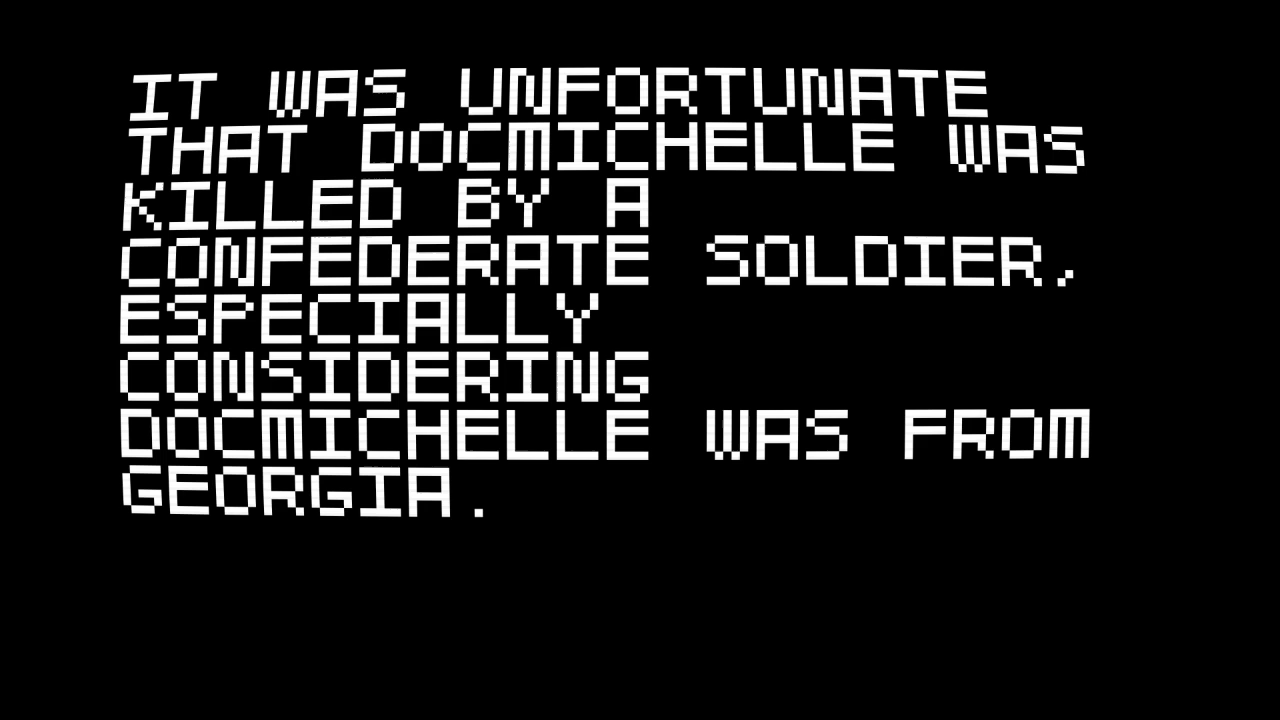 IT WAS UNFORTUNATE
THAT DOCMICHELLE WAS
KILLED BY A
CONFEDERATE SOLDIER,
ESPECIALLY
CONSIDERING
DOCMICHELLE WAS FROM
GEORGIA.